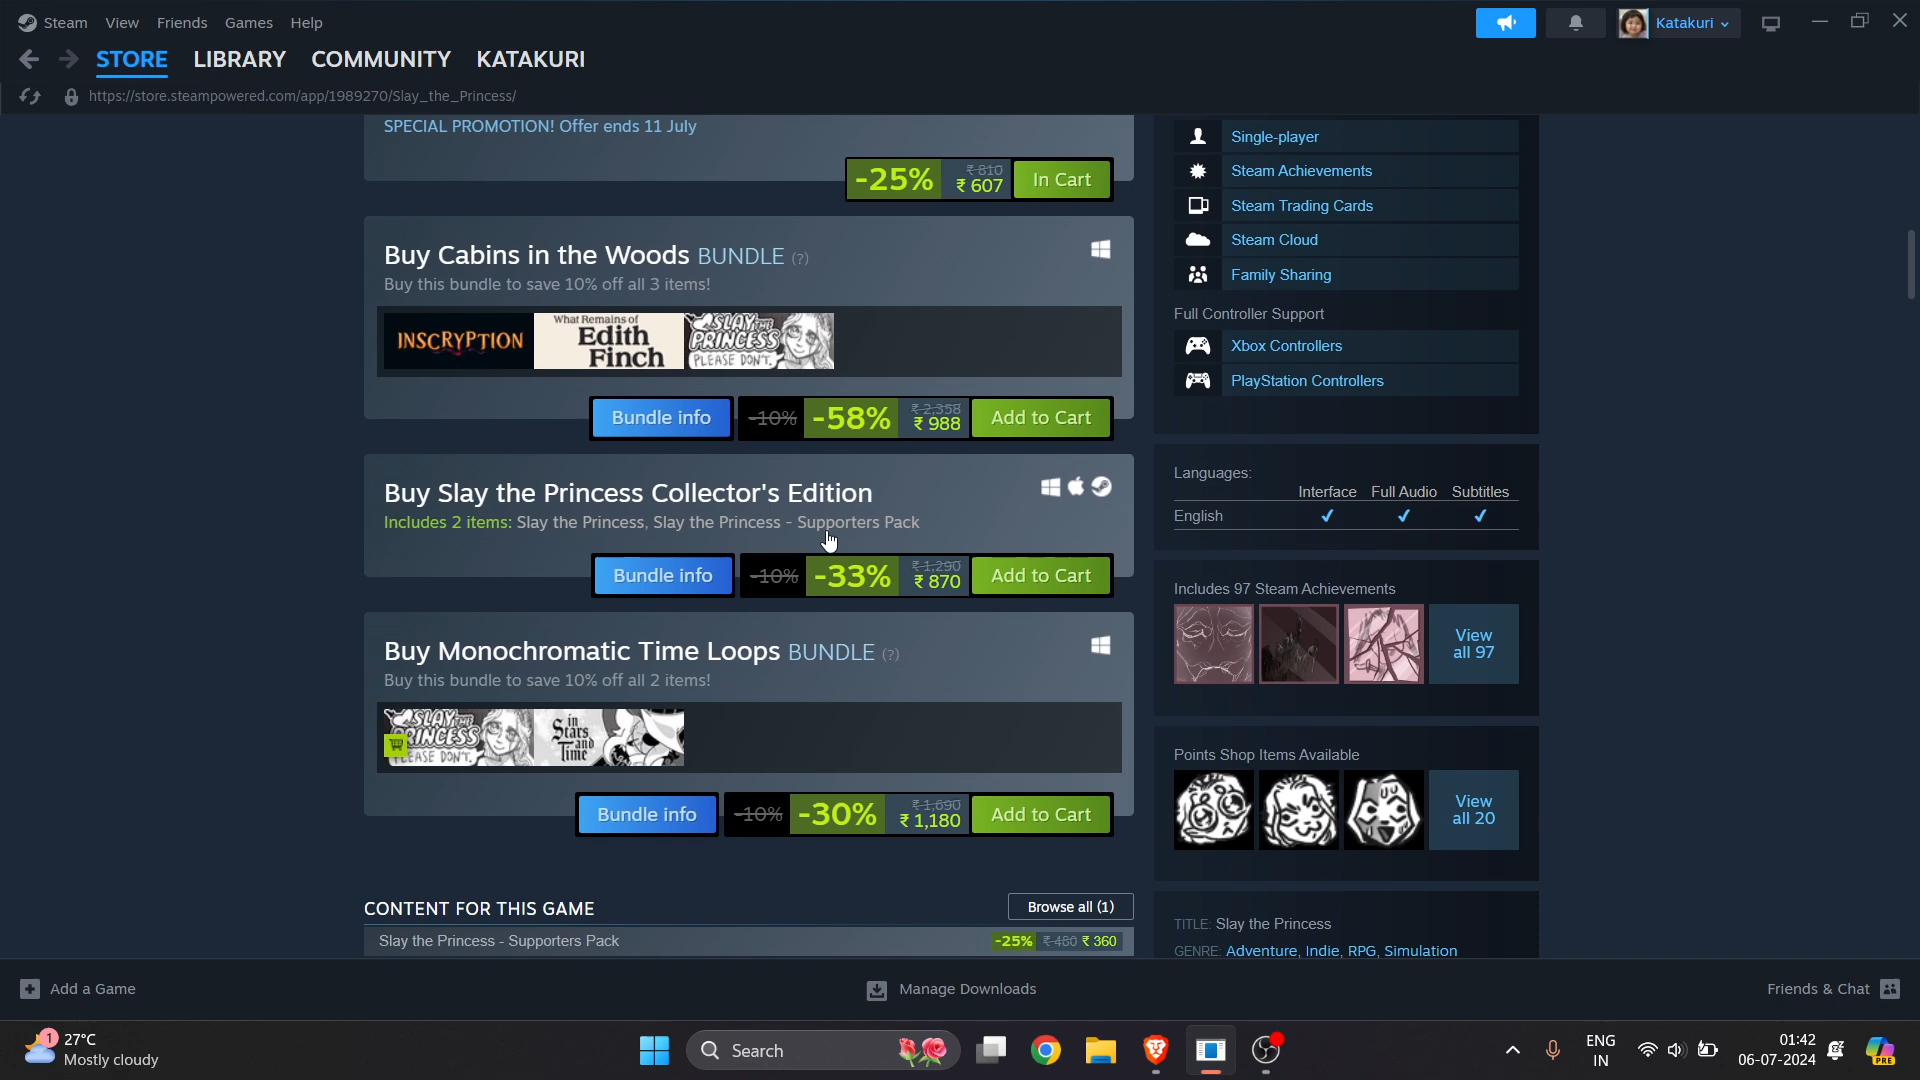 Steam View Friends Games Help
Katakuri
STORE LIBRARY COMMUNITY KATAKURI
https://store.steampowered.com/app/1989270/Slay_the_Princess/
SPECIAL PROMOTION! Offer ends 11 July
-25% ₹ 810 ₹ 607 In Cart
Buy Cabins in the Woods BUNDLE (?)
Buy this bundle to save 10% off all 3 items!
INSCRYPTION
What Remains of
Edith
Finch
SLAY THE
PRINCESS
PLEASE DON'T.
Bundle info -10% -58% ₹ 2,358 ₹ 988 Add to Cart
Buy Slay the Princess Collector's Edition
Includes 2 items: Slay the Princess, Slay the Princess - Supporters Pack
Bundle info -10% -33% ₹ 1,290 ₹ 870 Add to Cart
Buy Monochromatic Time Loops BUNDLE (?)
Buy this bundle to save 10% off all 2 items!
SLAY THE
PRINCESS
PLEASE DON'T.
in
Stars
and
Time
Bundle info -10% -30% ₹ 1,690 ₹ 1,180 Add to Cart
CONTENT FOR THIS GAME Browse all (1)
Slay the Princess - Supporters Pack -25% ₹ 480 ₹ 360
Single-player
Steam Achievements
Steam Trading Cards
Steam Cloud
Family Sharing
Full Controller Support
Xbox Controllers
PlayStation Controllers
Languages:
Interface Full Audio Subtitles
English ✔ ✔ ✔
Includes 97 Steam Achievements
View
all 97
Points Shop Items Available
View
all 20
TITLE: Slay the Princess
GENRE: Adventure, Indie, RPG, Simulation
Add a Game Manage Downloads Friends & Chat
1
27°C
Mostly cloudy
Search
ENG
IN
01:42
06-07-2024
PRE